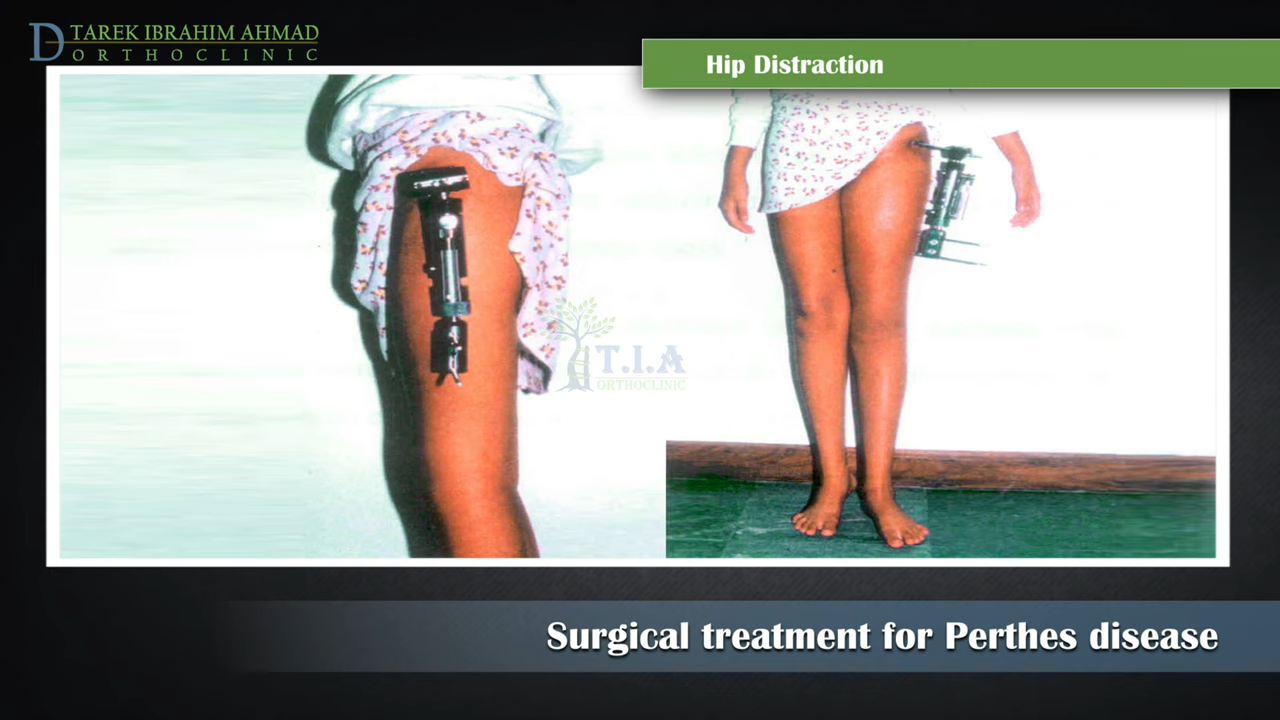 D TAREK IBRAHIM AHMAD
ORTHOCLINIC
Hip Distraction
T.I.A
ORTHOCLINIC
Surgical treatment for Perthes disease